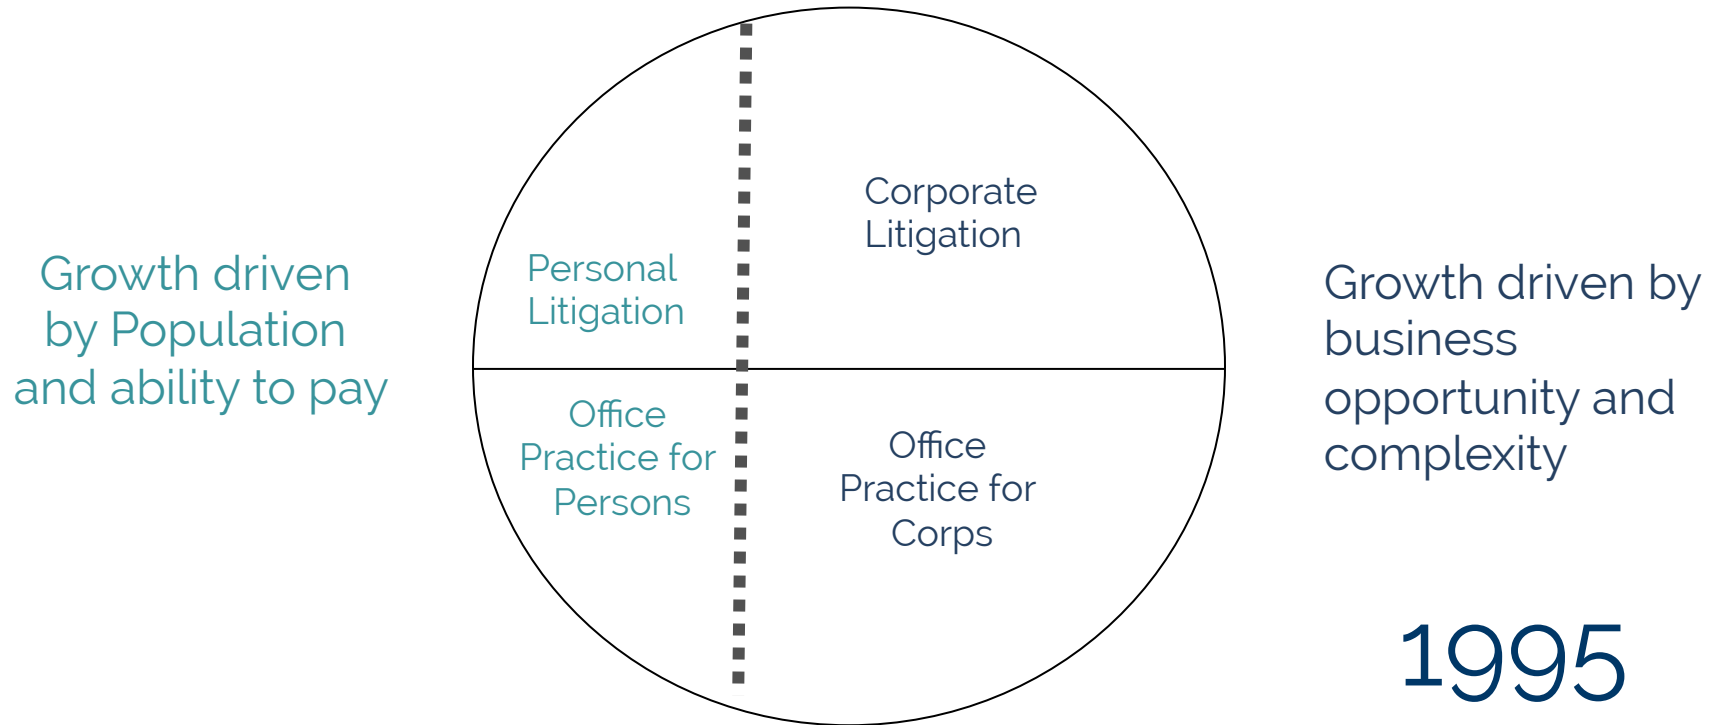 Growth driven
by Population
and ability to pay
Personal
Litigation
Corporate
Litigation
Office
Practice for
Persons
Office
Practice for
Corps
Growth driven by
business
opportunity and
complexity
1995